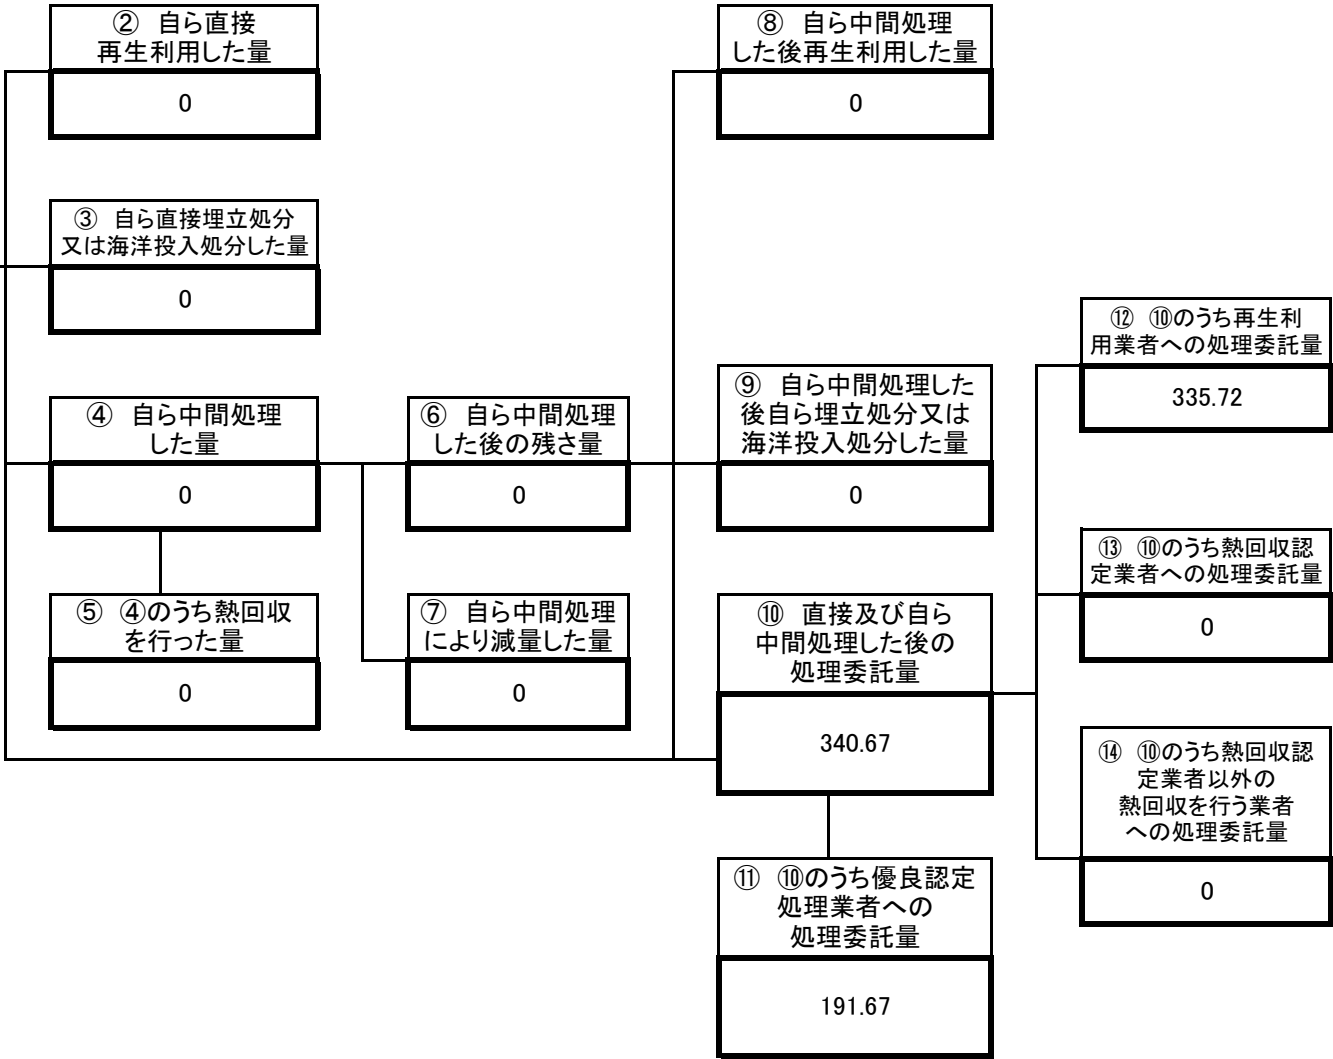 ② 自ら直接
再生利用した量
0
③ 自ら直接埋立処分
又は海洋投入処分した量
0
④ 自ら中間処理
した量
0
⑤ ④のうち熱回収
を行った量
0
⑥ 自ら中間処理
した後の残さ量
0
⑦ 自ら中間処理
により減量した量
0
⑧ 自ら中間処理
した後再生利用した量
0
⑨ 自ら中間処理した
後自ら埋立処分又は
海洋投入処分した量
0
⑩ 直接及び自ら
中間処理した後の
処理委託量
340.67
⑪ ⑩のうち優良認定
処理業者への
処理委託量
191.67
⑫ ⑩のうち再生利
用業者への処理委託量
335.72
⑬ ⑩のうち熱回収認
定業者への処理委託量
0
⑭ ⑩のうち熱回収認
定業者以外の
熱回収を行う業者
への処理委託量
0